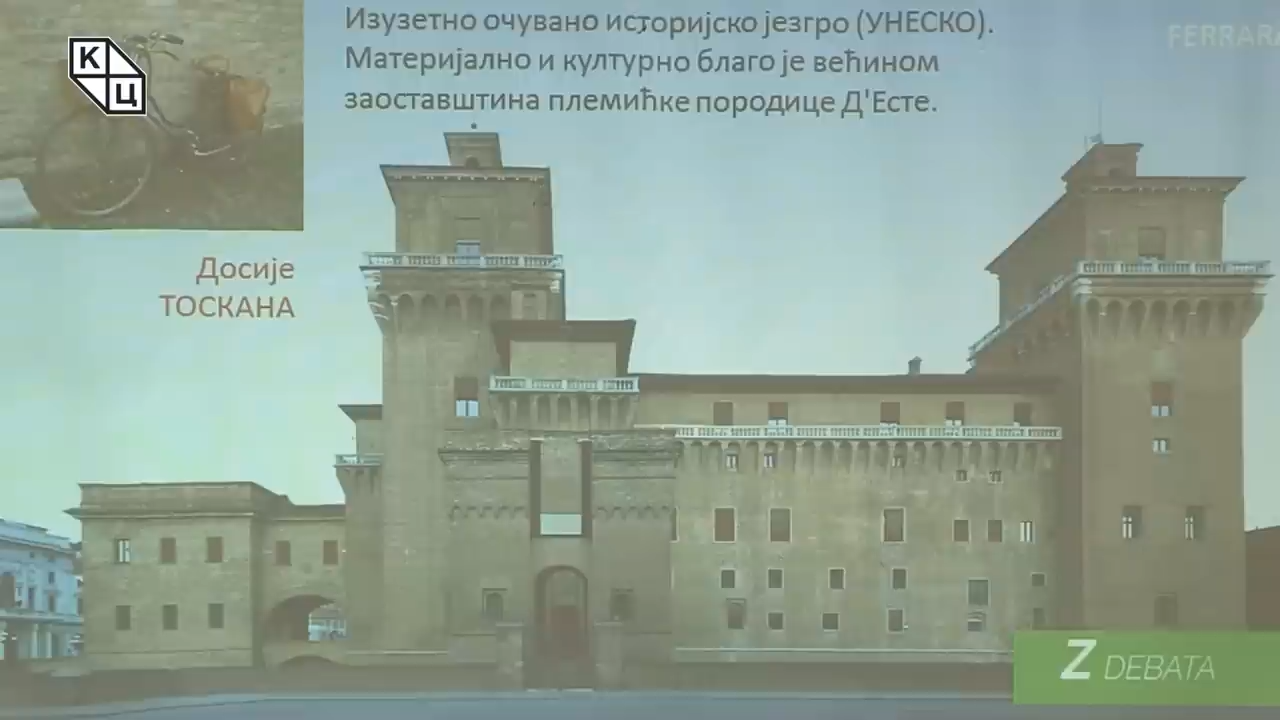 Изузетно очувано историјско језгро (УНЕСКО).
Материјално и културно благо је већином
заоставштина племићке породице Д'Есте.
FERRARA
К
Ц
Досије
ТОСКАНА
Z DEBATA